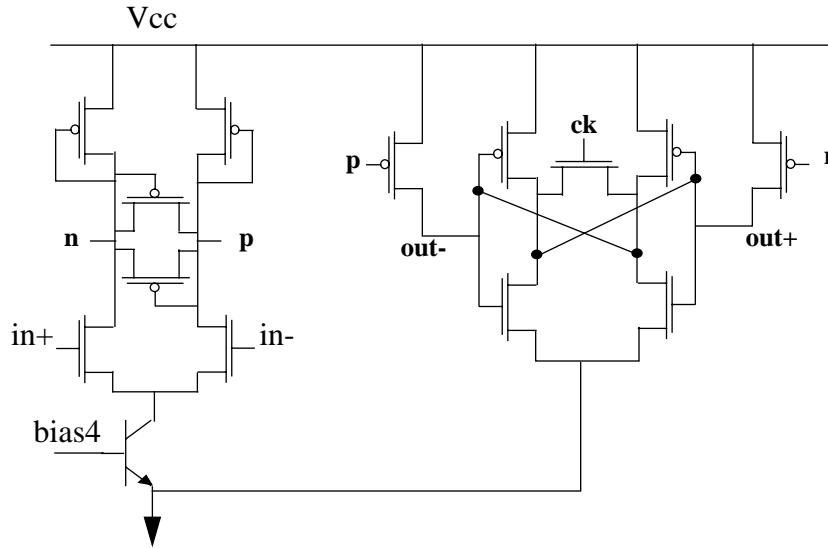 Vcc
ck
p
n
p
out-
out+
in+
in-
bias4